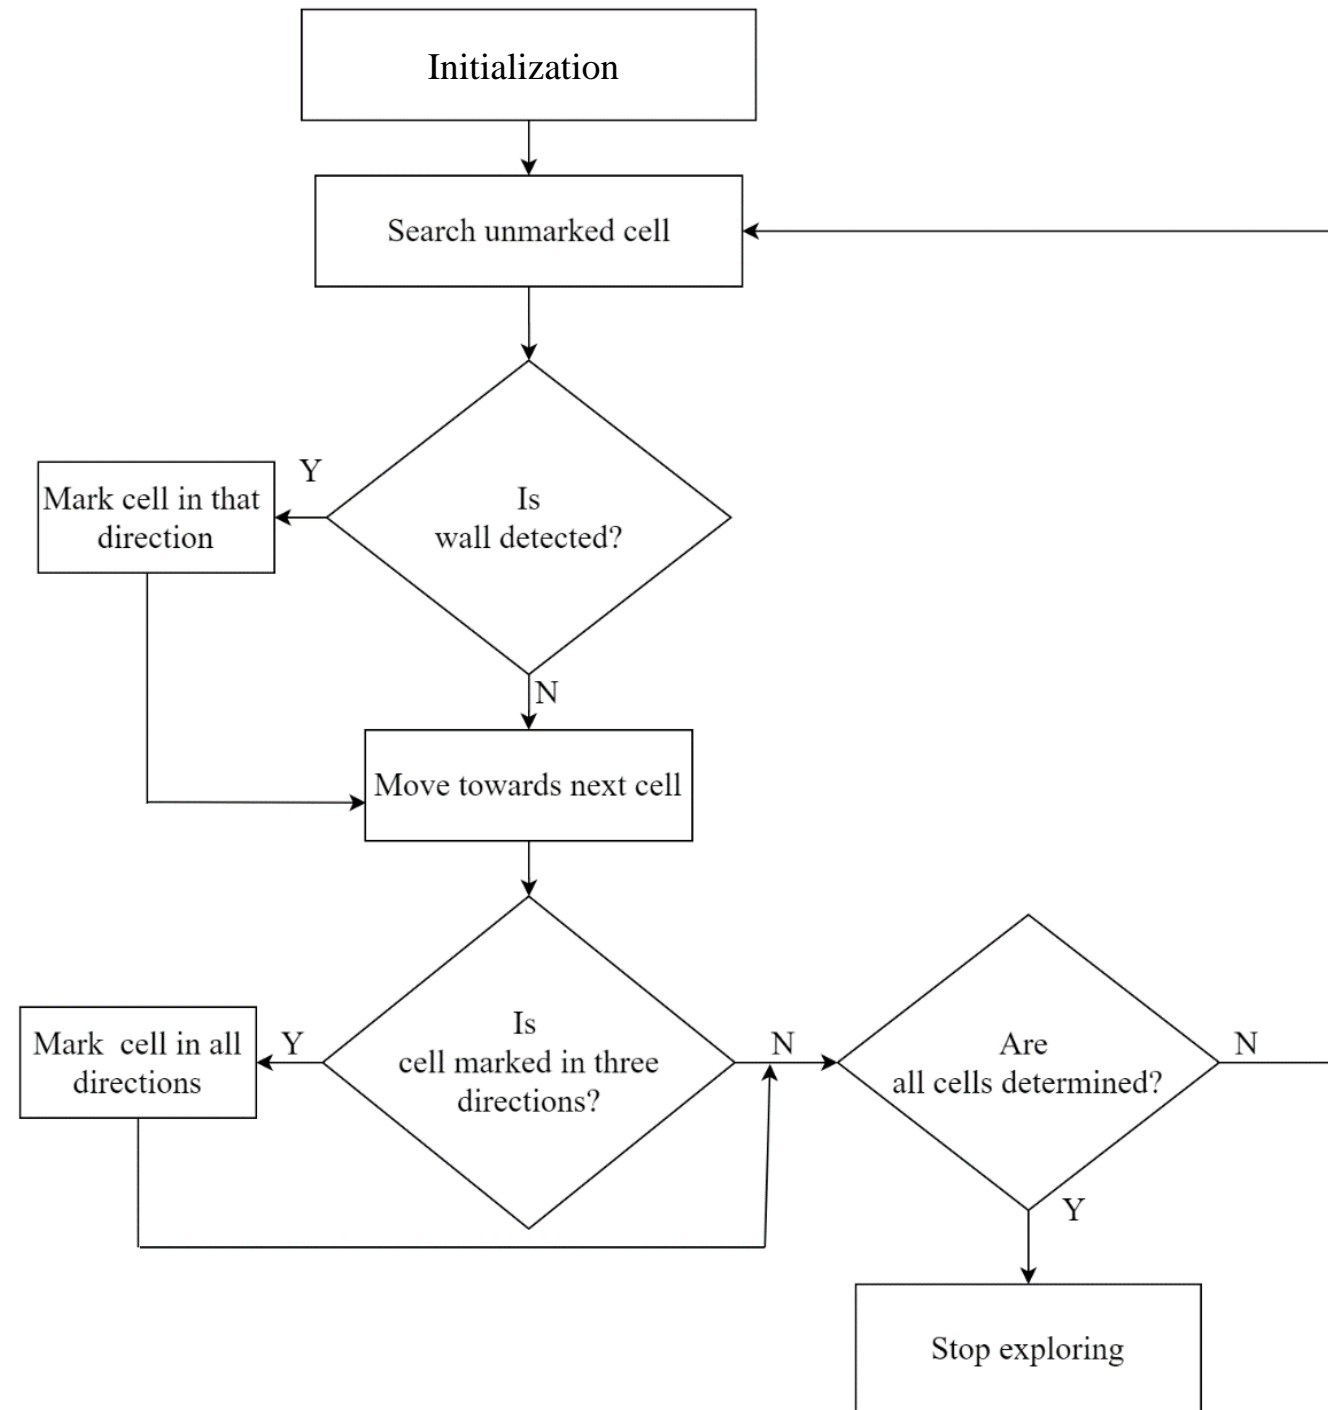 Initialization
Search unmarked cell
Y
Mark cell in that
direction
Is
wall detected?
N
Move towards next cell
Mark  cell in all
directions
Y
Is
cell marked in three
directions?
N
Are
all cells determined?
N
Y
Stop exploring